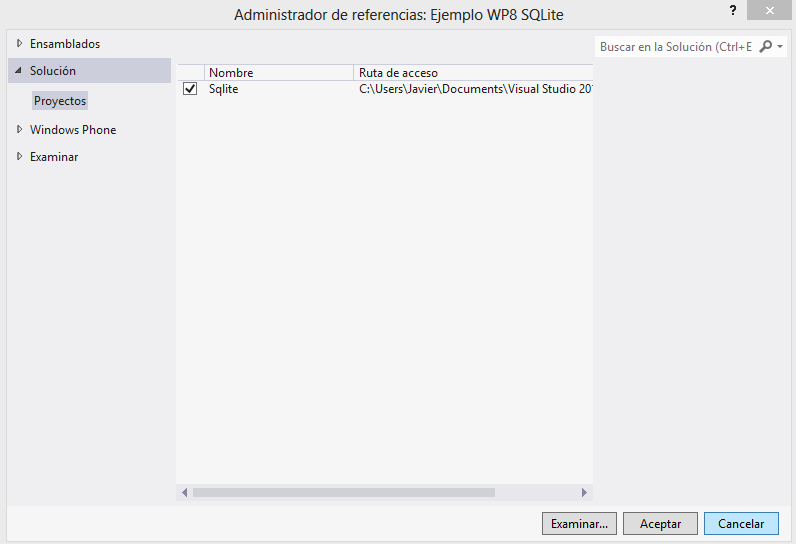 Administrador de referencias: Ejemplo WP8 SQLite
?
Ensamblados
Solución
Proyectos
Windows Phone
Examinar
Nombre Ruta de acceso
Sqlite C:\Users\Javier\Documents\Visual Studio 20
Buscar en la Solución (Ctrl+E
Examinar... Aceptar Cancelar